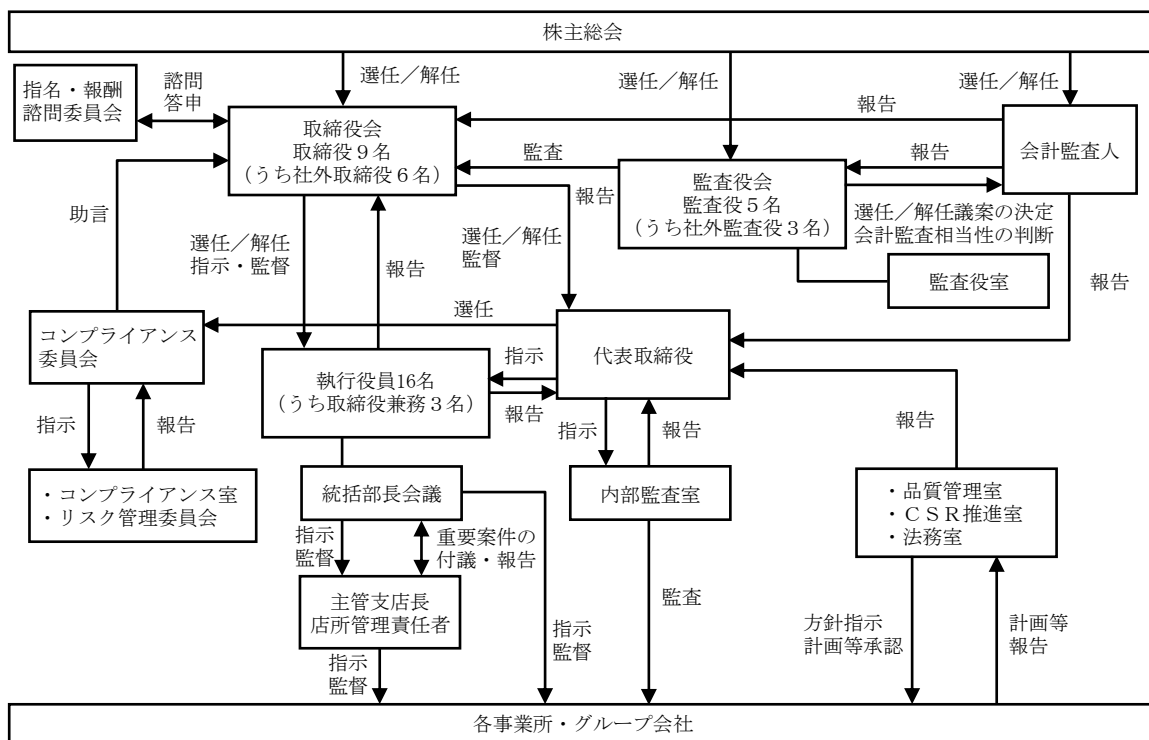 株主総会
指名・報酬
諮問委員会
諮問
答申
選任／解任
選任／解任
選任／解任
報告
取締役会
取締役９名
（うち社外取締役６名）
監査
報告
会計監査人
監査役会
監査役５名
（うち社外監査役３名）
報告
選任／解任議案の決定
会計監査相当性の判断
助言
選任／解任
指示・監督
報告
選任／解任
監督
監査役室
報告
コンプライアンス
委員会
選任
代表取締役
執行役員16名
（うち取締役兼務３名）
指示
報告
指示
報告
指示
報告
報告
・コンプライアンス室
・リスク管理委員会
統括部長会議
内部監査室
・品質管理室
・ＣＳＲ推進室
・法務室
指示
監督
重要案件の
付議・報告
主管支店長
店所管理責任者
監査
指示
監督
指示
監督
方針指示
計画等承認
計画等
報告
各事業所・グループ会社